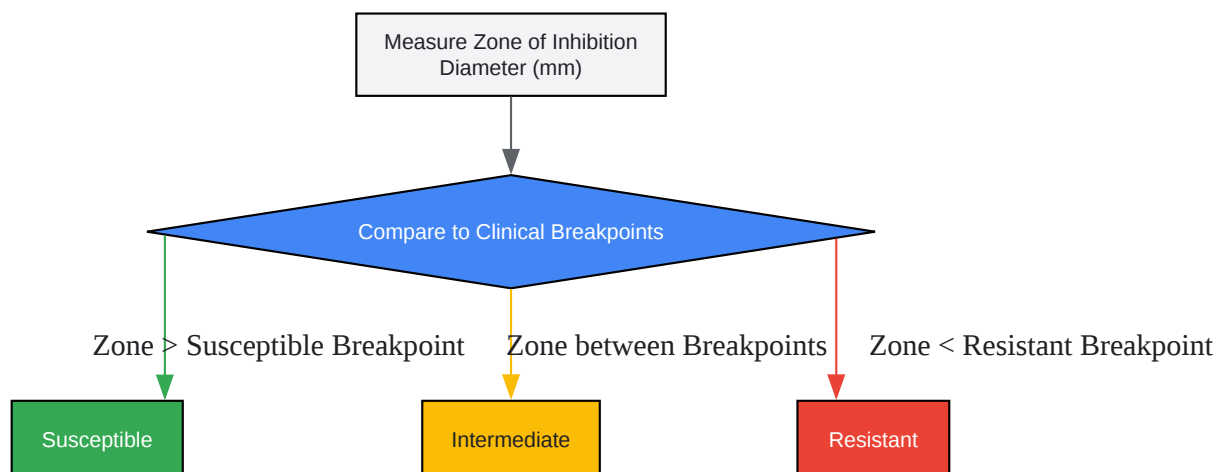 Measure Zone of Inhibition
Diameter (mm)
Compare to Clinical Breakpoints
Zone > Susceptible Breakpoint
Zone between Breakpoints
Zone < Resistant Breakpoint
Susceptible
Intermediate
Resistant